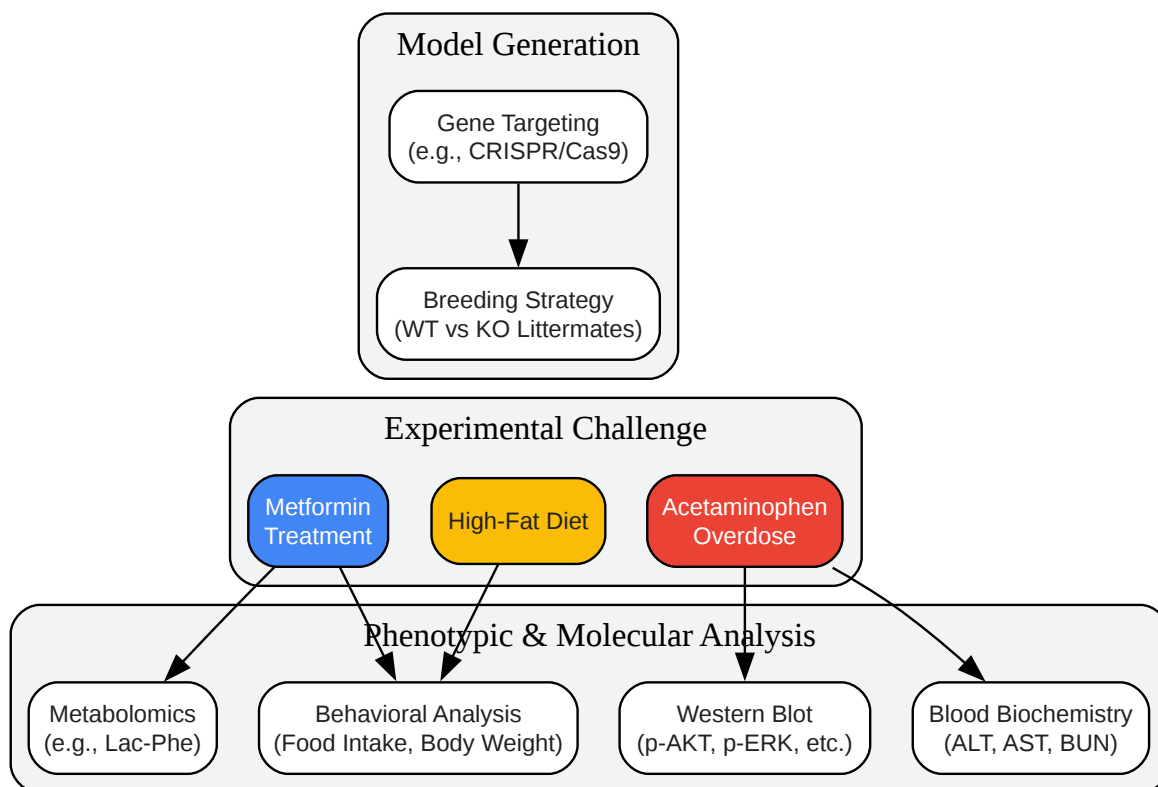 Model Generation
Gene Targeting
(e.g., CRISPR/Cas9)
Breeding Strategy
(WT vs KO Littermates)
Experimental Challenge
Metformin
Treatment
High-Fat Diet
Acetaminophen
Overdose
Phenotypic & Molecular Analysis
Metabolomics
(e.g., Lac-Phe)
Behavioral Analysis
(Food Intake, Body Weight)
Western Blot
(p-AKT, p-ERK, etc.)
Blood Biochemistry
(ALT, AST, BUN)